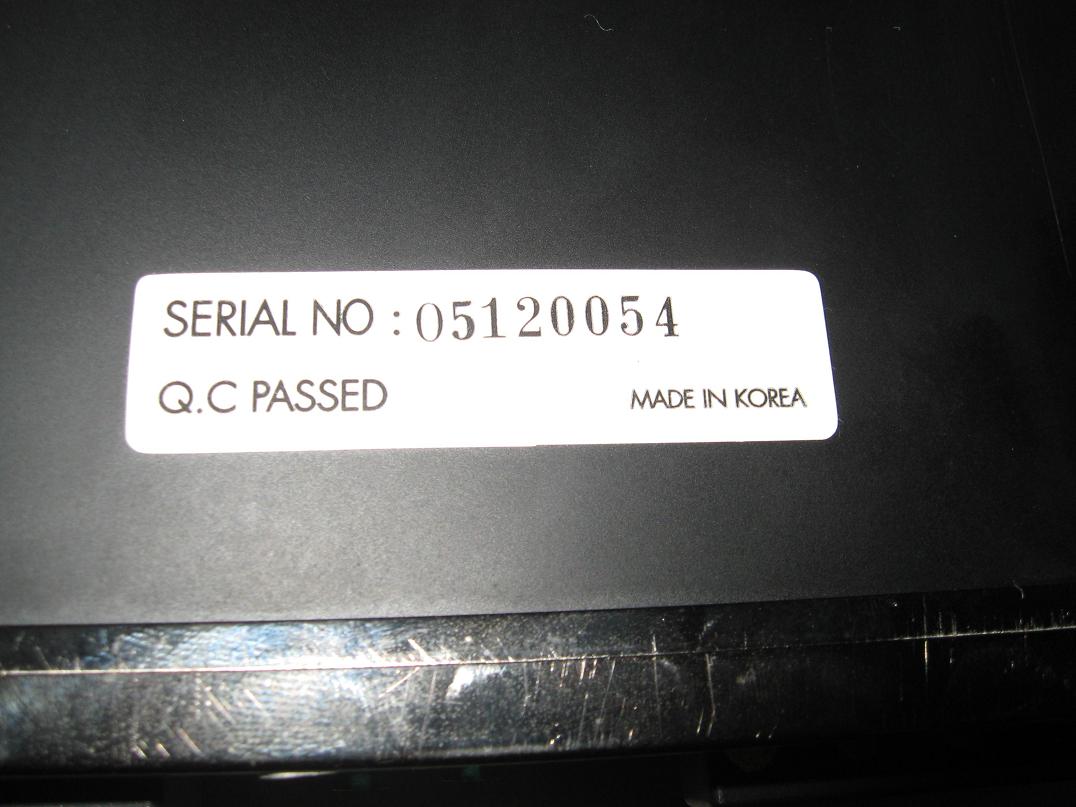 SERIAL NO : 05120054
Q.C PASSED MADE IN KOREA